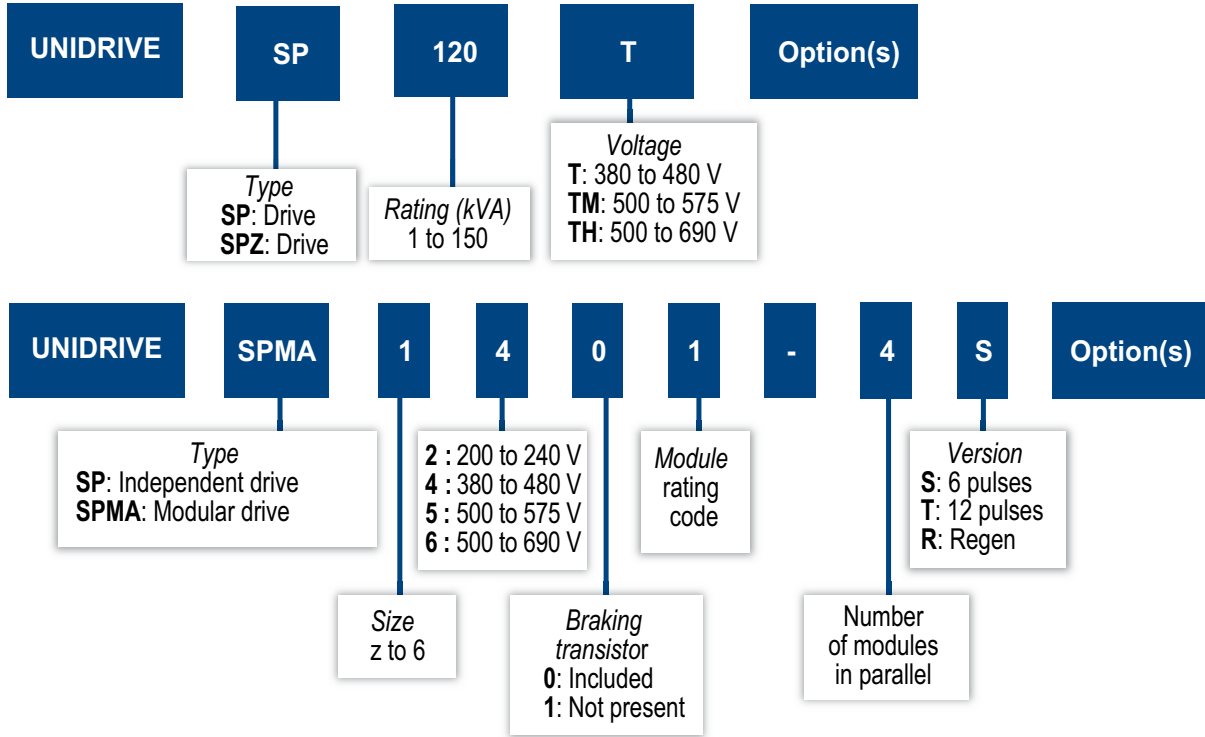 UNIDRIVE SP 120 T Option(s)
Type
SP: Drive
SPZ: Drive
Rating (kVA)
1 to 150
Voltage
T: 380 to 480 V
TM: 500 to 575 V
TH: 500 to 690 V
UNIDRIVE SPMA 1 4 0 1 - 4 S Option(s)
Type
SP: Independent drive
SPMA: Modular drive
Size
z to 6
2 : 200 to 240 V
4 : 380 to 480 V
5 : 500 to 575 V
6 : 500 to 690 V
Braking
transistor
0: Included
1: Not present
Module
rating
code
Number
of modules
in parallel
Version
S: 6 pulses
T: 12 pulses
R: Regen